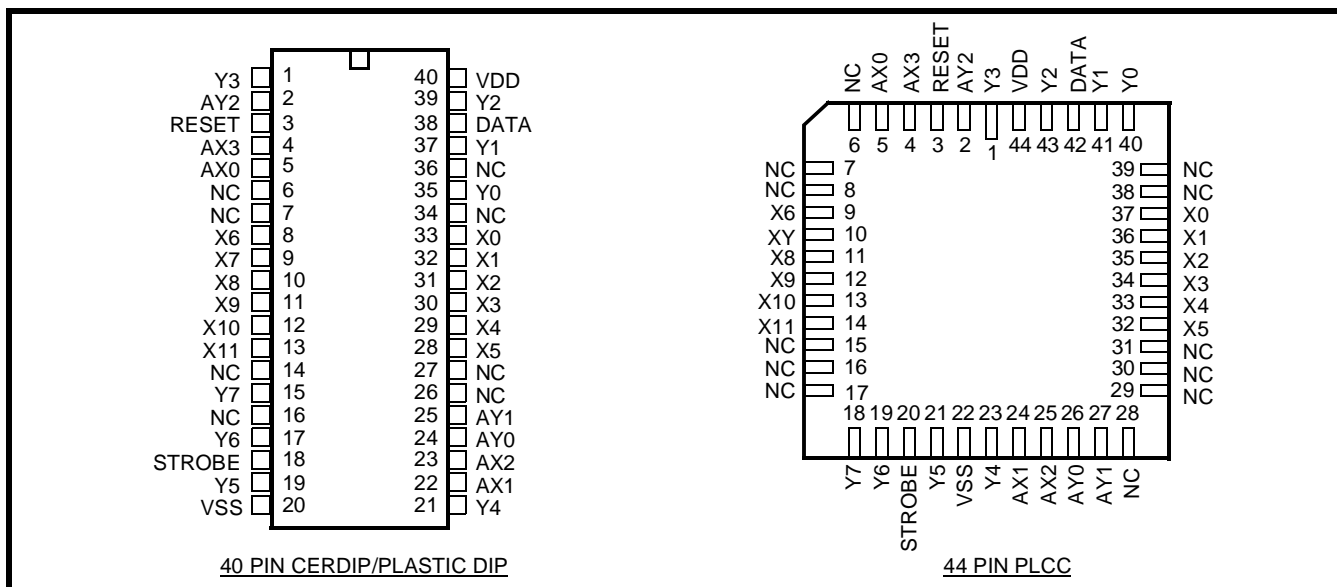 Y3 1 40 VDD
AY2 2 39 Y2
RESET 3 38 DATA
AX3 4 37 Y1
AX0 5 36 NC
NC 6 35 Y0
NC 7 34 NC
X6 8 33 X0
X7 9 32 X1
X8 10 31 X2
X9 11 30 X3
X10 12 29 X4
X11 13 28 X5
NC 14 27 NC
Y7 15 26 NC
NC 16 25 AY1
Y6 17 24 AY0
STROBE 18 23 AX2
Y5 19 22 AX1
VSS 20 21 Y4
40 PIN CERDIP/PLASTIC DIP
NC AX0 AX3 RESET AY2 Y3 VDD Y2 DATA Y1 Y0
6 5 4 3 2 1 44 43 42 41 40
NC 7 39 NC
NC 8 38 NC
X6 9 37 X0
XY 10 36 X1
X8 11 35 X2
X9 12 34 X3
X10 13 33 X4
X11 14 32 X5
NC 15 31 NC
NC 16 30 NC
NC 17 29 NC
18 19 20 21 22 23 24 25 26 27 28
Y7 Y6 STROBE Y5 VSS Y4 AX1 AX2 AY0 AY1 NC
44 PIN PLCC